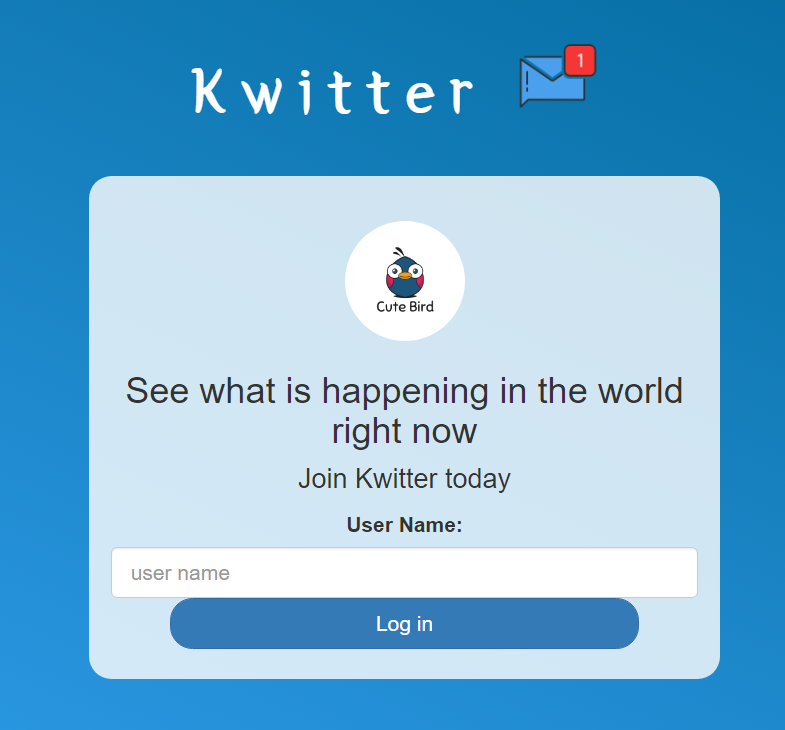 Kwitter
1
Cute Bird
See what is happening in the world
right now
Join Kwitter today
User Name:
user name
Log in